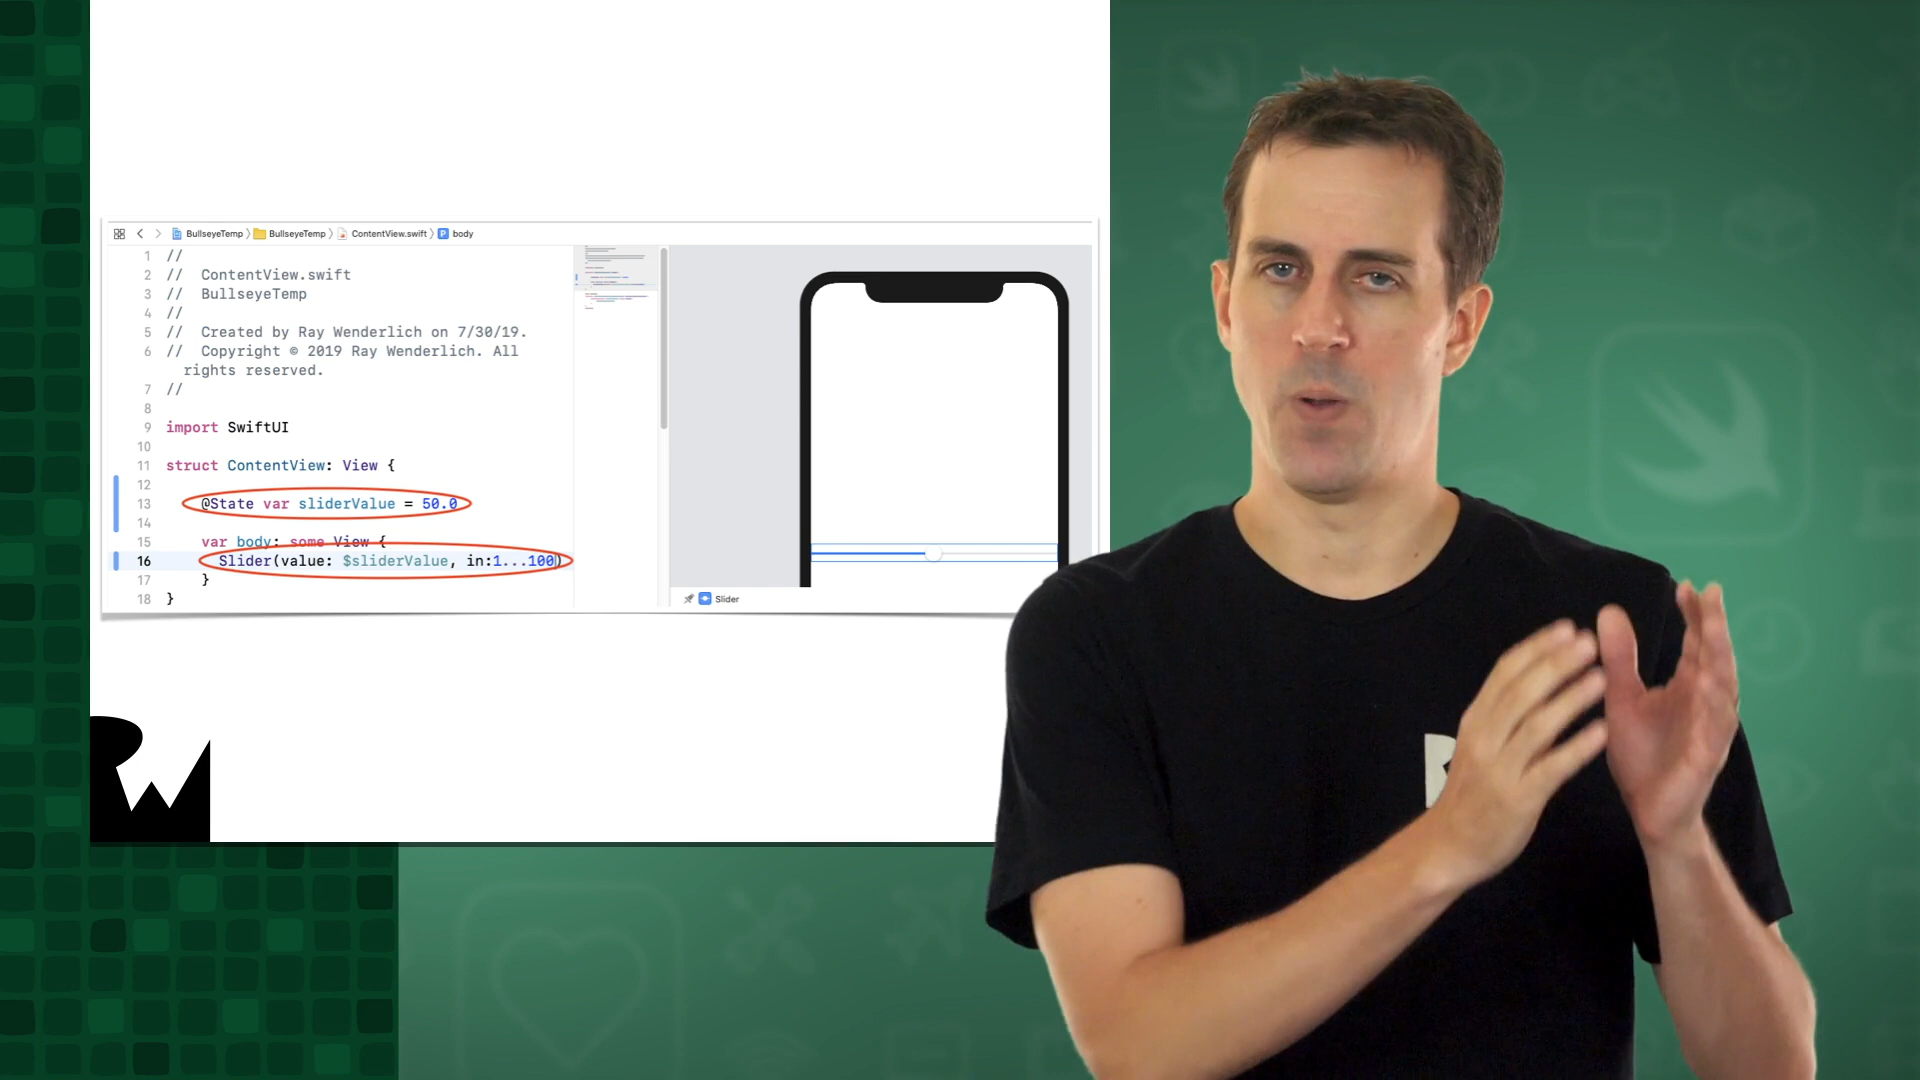 BullseyeTemp 〉 BullseyeTemp 〉 ContentView.swift 〉 P body
1 //
2 //  ContentView.swift
3 //  BullseyeTemp
4 //
5 //  Created by Ray Wenderlich on 7/30/19.
6 //  Copyright © 2019 Ray Wenderlich. All
rights reserved.
7 //
8
9 import SwiftUI
10
11 struct ContentView: View {
12
13 @State var sliderValue = 50.0
14
15 var body: some View {
16 Slider(value: $sliderValue, in:1...100)
17 }
18 }
Slider
RW
R